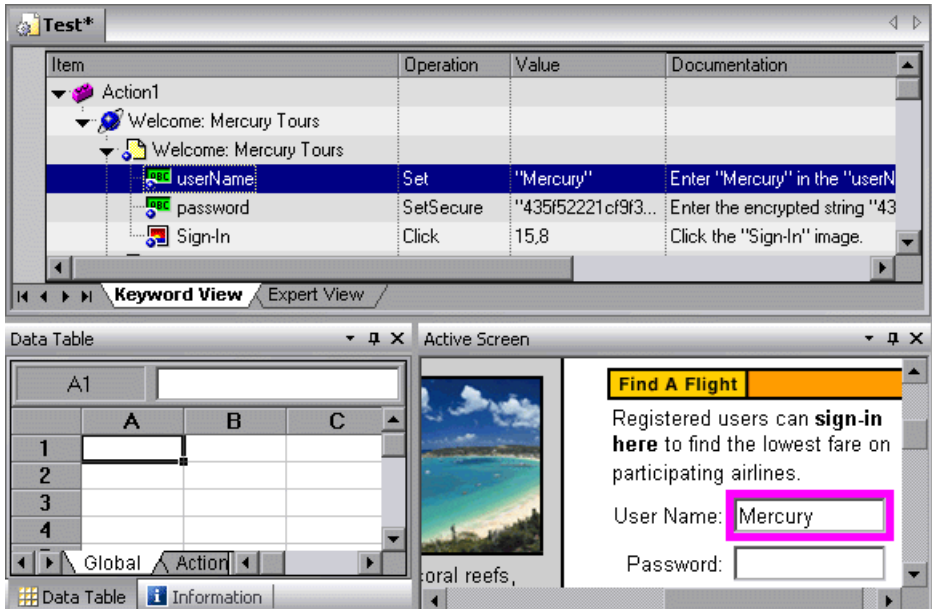 Test*
Item Operation Value Documentation
Action1
Welcome: Mercury Tours
Welcome: Mercury Tours
ABC userName Set "Mercury" Enter "Mercury" in the "userN
ABC password SetSecure "435f52221cf9f3... Enter the encrypted string "43
Sign-In Click 15,8 Click the "Sign-In" image.
Keyword View Expert View
Data Table
A1
A B C
1
2
3
4
Global Action
Data Table Information
Active Screen
Find A Flight
Registered users can sign-in
here to find the lowest fare on
participating airlines.
User Name: Mercury
Password:
coral reefs,